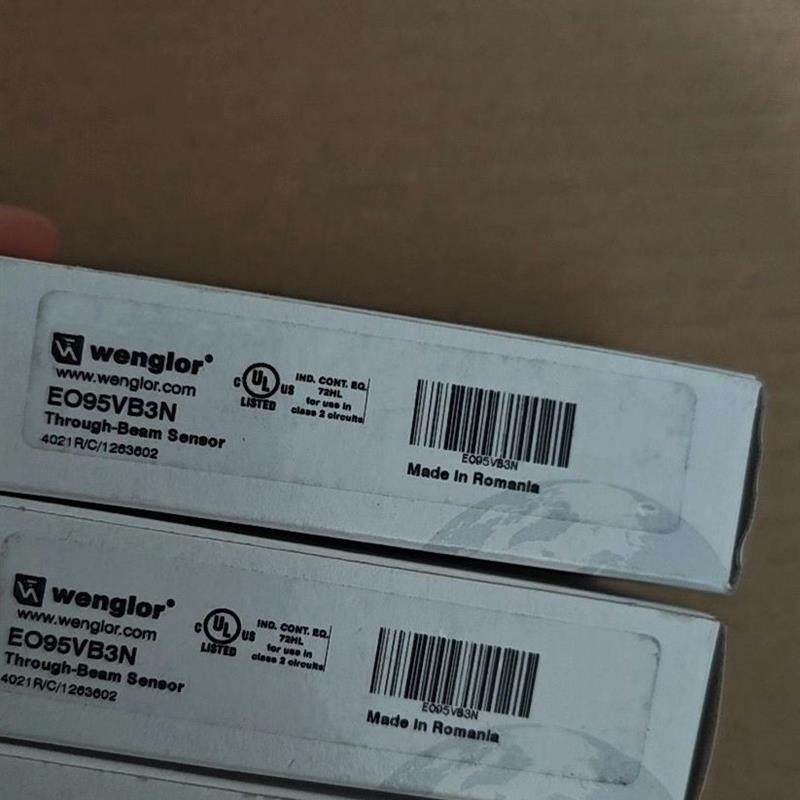 wenglor®
www.wenglor.com
EO95VB3N
Through-Beam Sensor
4021 R/C/1263602
C UL US
LISTED
IND. CONT. EQ.
72HL
for use in
class 2 circuits
EO95VB3N
Made in Romania
wenglor®
www.wenglor.com
EO95VB3N
Through-Beam Sensor
4021 R/C/1263602
C UL US
LISTED
IND. CONT. EQ.
72HL
for use in
class 2 circuits
EO95VB3N
Made in Romania